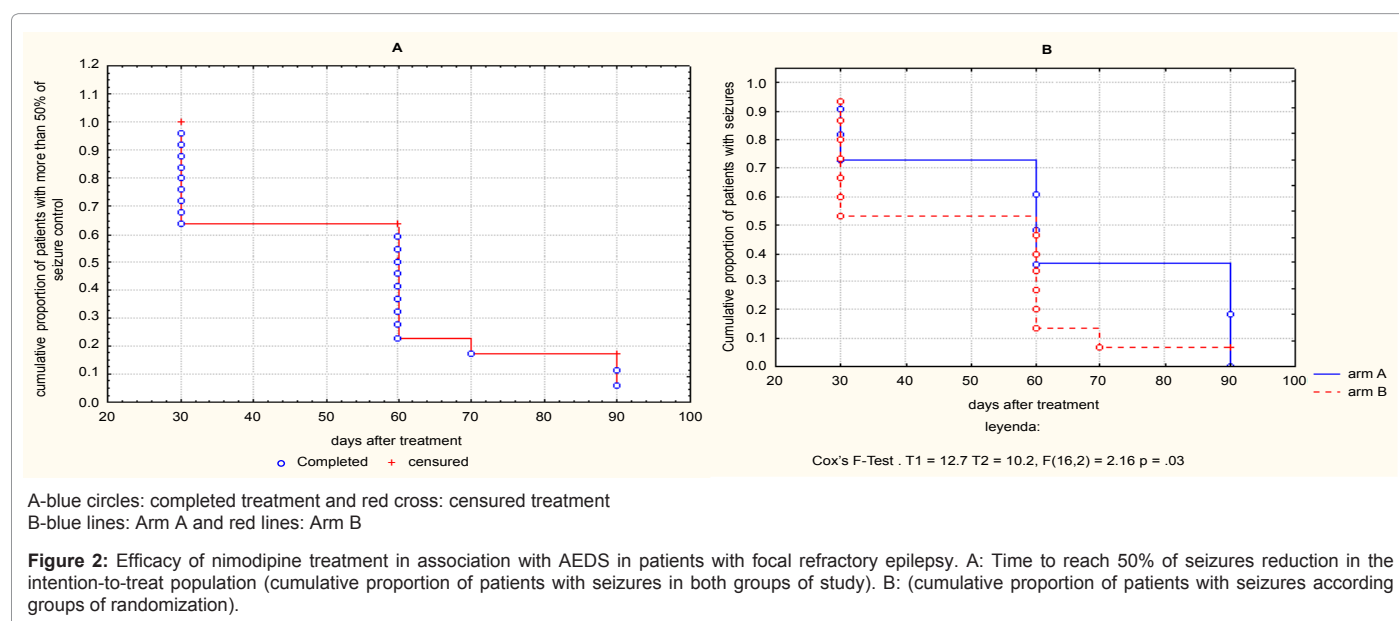 A
cumulative proportion of patients with more than 50% of
seizure control
1.2
1.1
1.0
0.9
0.8
0.7
0.6
0.5
0.4
0.3
0.2
0.1
0.0
20 30 40 50 60 70 80 90 100
days after treatment
Completed censured
B
Cumulative proportion of patients with seizures
1.0
0.9
0.8
0.7
0.6
0.5
0.4
0.3
0.2
0.1
0.0
20 30 40 50 60 70 80 90 100
arm A
arm B
days after treatment
leyenda:
Cox's F-Test . T1 = 12.7 T2 = 10.2, F(16,2) = 2.16 p = .03
A-blue circles: completed treatment and red cross: censured treatment
B-blue lines: Arm A and red lines: Arm B
Figure 2: Efficacy of nimodipine treatment in association with AEDS in patients with focal refractory epilepsy. A: Time to reach 50% of seizures reduction in the
intention-to-treat population (cumulative proportion of patients with seizures in both groups of study). B: (cumulative proportion of patients with seizures according
groups of randomization).